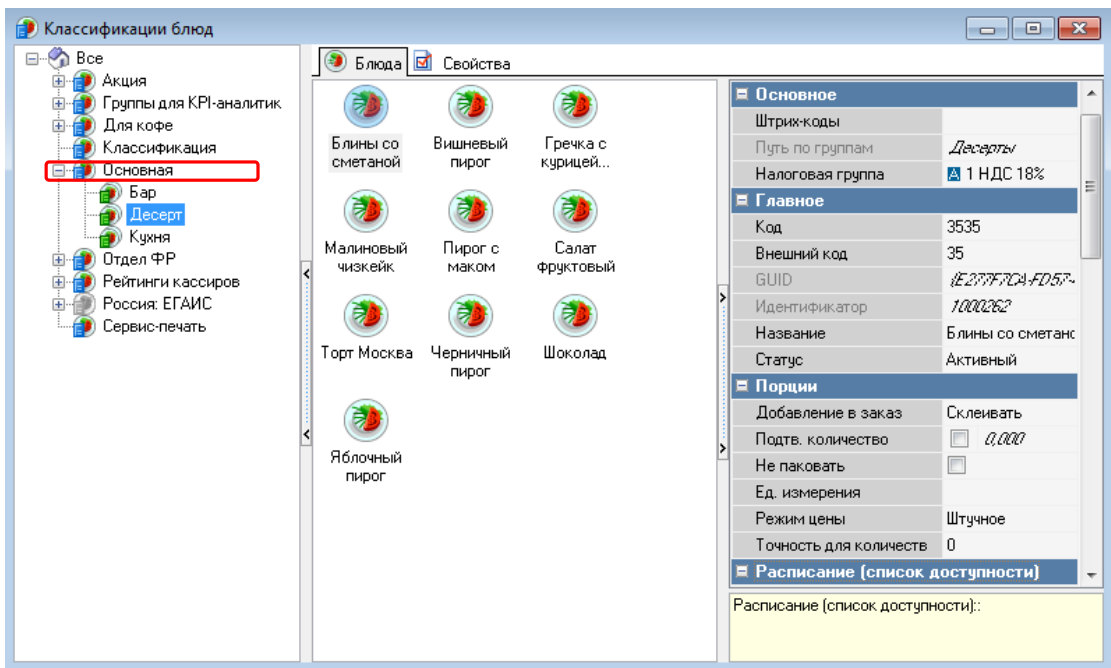 Классификации блюд
Все
Акция
Группы для KPI-аналитик
Для кофе
Классификация
Основная
Бар
Десерт
Кухня
Отдел ФР
Рейтинги кассиров
Россия: ЕГАИС
Сервис-печать
Блюда Свойства
Блины со Вишневый Гречка с
сметаной пирог курицей...
Малиновый Пирог с Салат
чизкейк маком фруктовый
Торт Москва Черничный Шоколад
пирог
Яблочный
пирог
Основное
Штрих-коды
Путь по группам Десерты
Налоговая группа А 1 НДС 18%
Главное
Код 3535
Внешний код 35
GUID
Идентификатор 1000262
Название Блины со сметанс
Статус Активный
Порции
Добавление в заказ Склеивать
Подтв. количество 0,000
Не паковать
Ед. измерения
Режим цены Штучное
Точность для количеств 0
Расписание (список доступности)
Расписание (список доступности)::